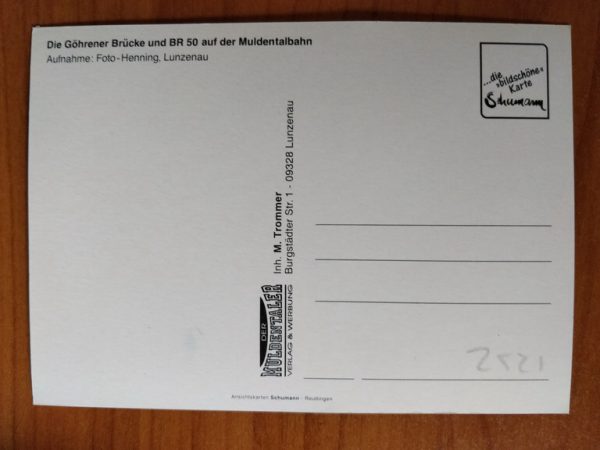 Die Göhrener Brücke und BR 50 auf der Muldentalbahn
Aufnahme: Foto-Henning, Lunzenau
...die
»bildschöne«
Karte
Schumann
Inh. M. Trommer
Burgstädter Str. 1 - 09328 Lunzenau
DER
MULDENTALER
VERLAG & WERBUNG
2521
Ansichtskarten Schumann · Reudingen